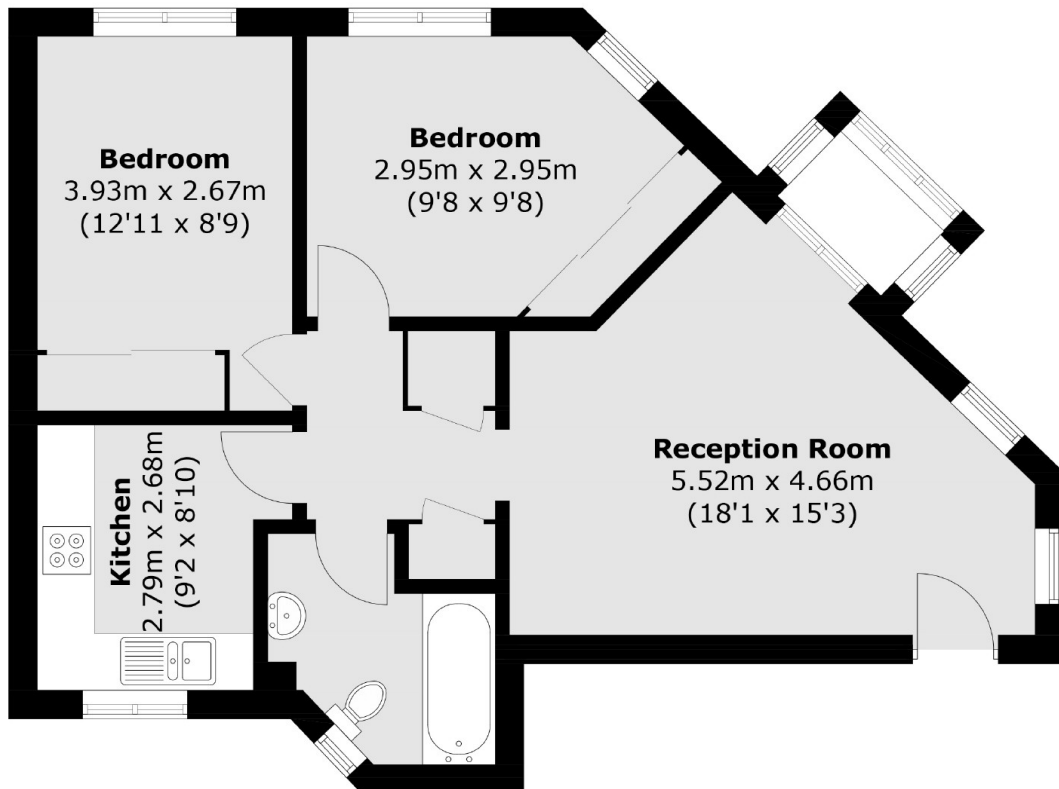 Bedroom
3.93m x 2.67m
(12'11 x 8'9)
Bedroom
2.95m x 2.95m
(9'8 x 9'8)
Reception Room
5.52m x 4.66m
(18'1 x 15'3)
Kitchen
2.79m x 2.68m
(9'2 x 8'10)